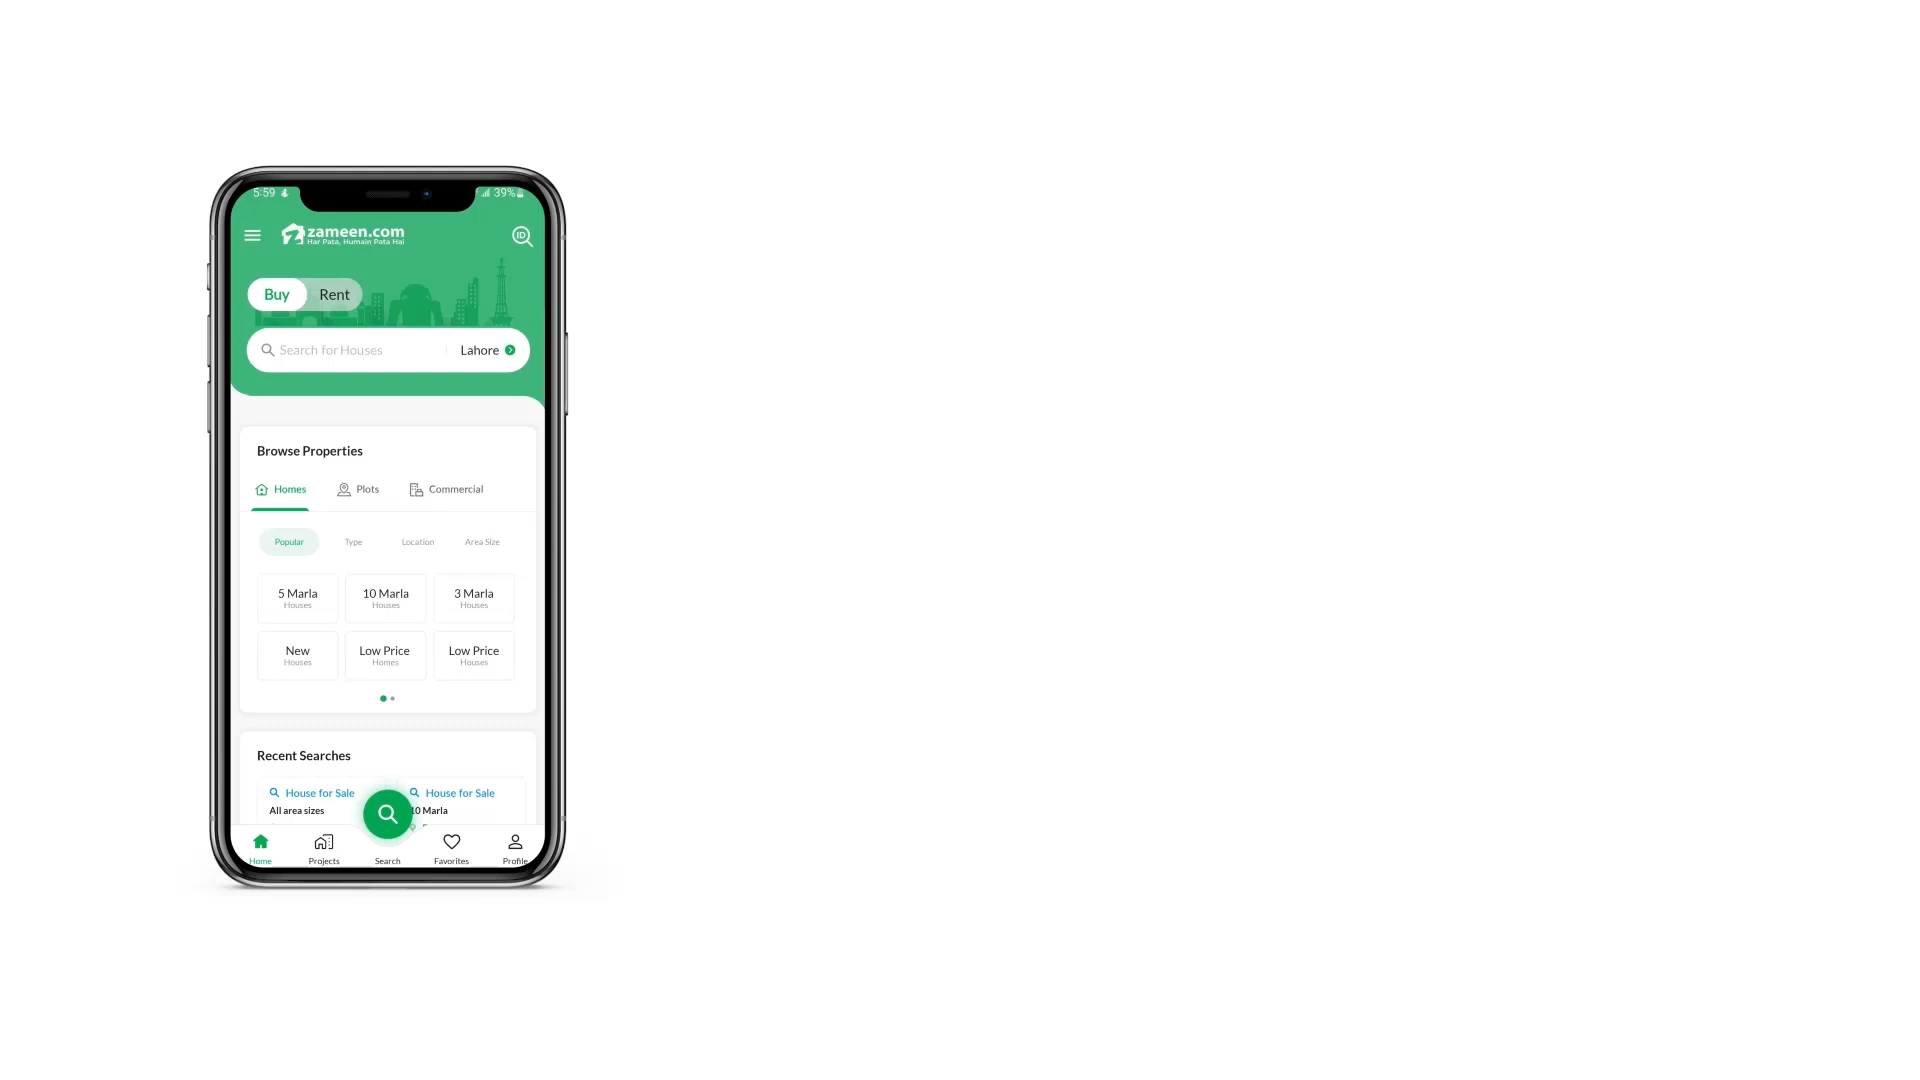 5:59
39%
zameen.com
Har Pata, Humain Pata Hai
ID
Buy Rent
Search for Houses Lahore
Browse Properties
Homes Plots Commercial
Popular Type Location Area Size
5 Marla 10 Marla 3 Marla
Houses Houses Houses
New Low Price Low Price
Houses Homes Houses
Recent Searches
House for Sale House for Sale
All area sizes 10 Marla
Home Projects Search Favorites Profile